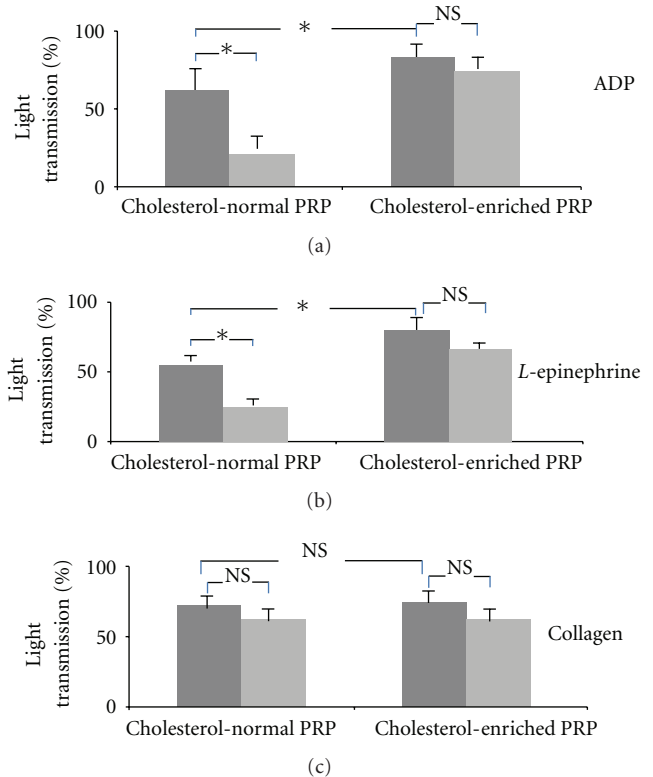 NS
*
100
*
ADP
50
Light
transmission (%)
0
Cholesterol-normal PRP Cholesterol-enriched PRP
(a)
NS
100
*
*
50
L-epinephrine
Light
transmission (%)
0
Cholesterol-normal PRP Cholesterol-enriched PRP
(b)
NS
100
NS NS
50
Collagen
Light
transmission (%)
0
Cholesterol-normal PRP Cholesterol-enriched PRP
(c)